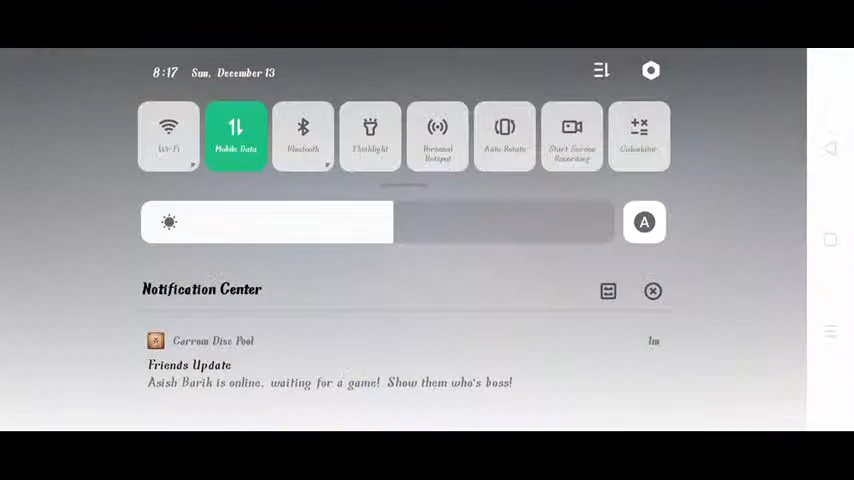 8:17 Sun, December 13
Wi-Fi
Mobile Data
Bluetooth
Flashlight
Personal
Hotspot
Auto Rotate
Start Screen
Recording
Calculator
A
Notification Center
Carrom Disc Pool 1m
Friends Update
Asish Barik is online, waiting for a game! Show them who's boss!